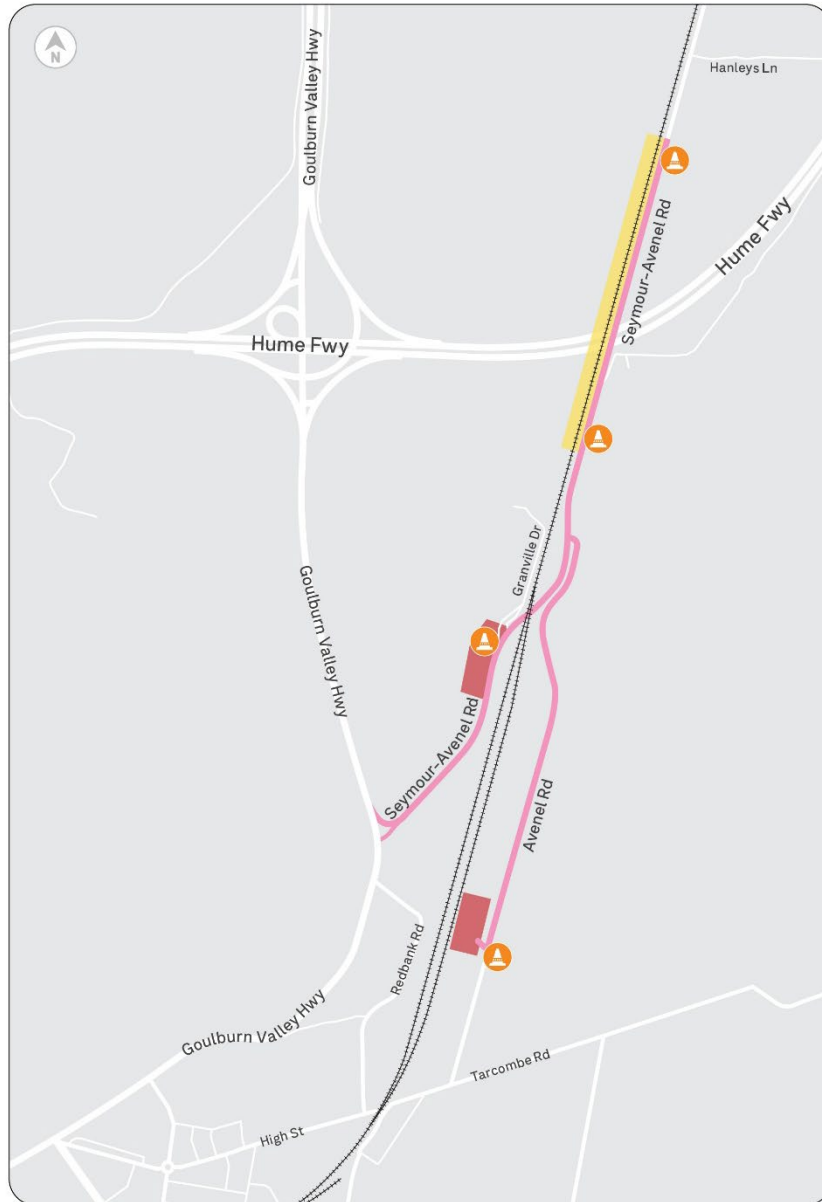 N
Goulburn Valley Hwy
Hanleys Ln
Hume Fwy
Seymour-Avenel Rd
Hume Fwy
Granville Dr
Goulburn Valley Hwy
Seymour-Avenel Rd
Avenel Rd
Redbank Rd
Goulburn Valley Hwy
Tarcombe Rd
High St